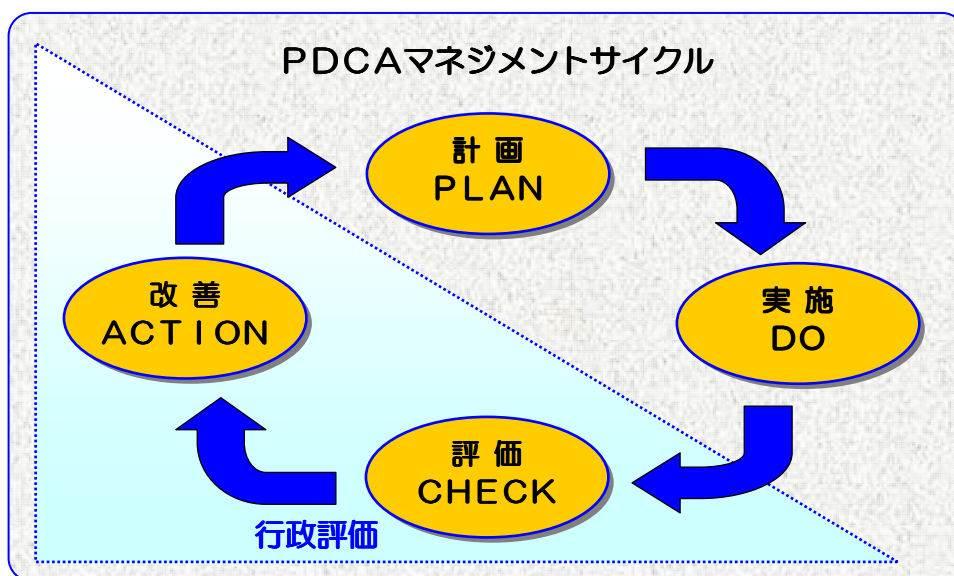 PDCAマネジメントサイクル
計画
PLAN
実施
DO
評価
CHECK
改善
ACTION
行政評価